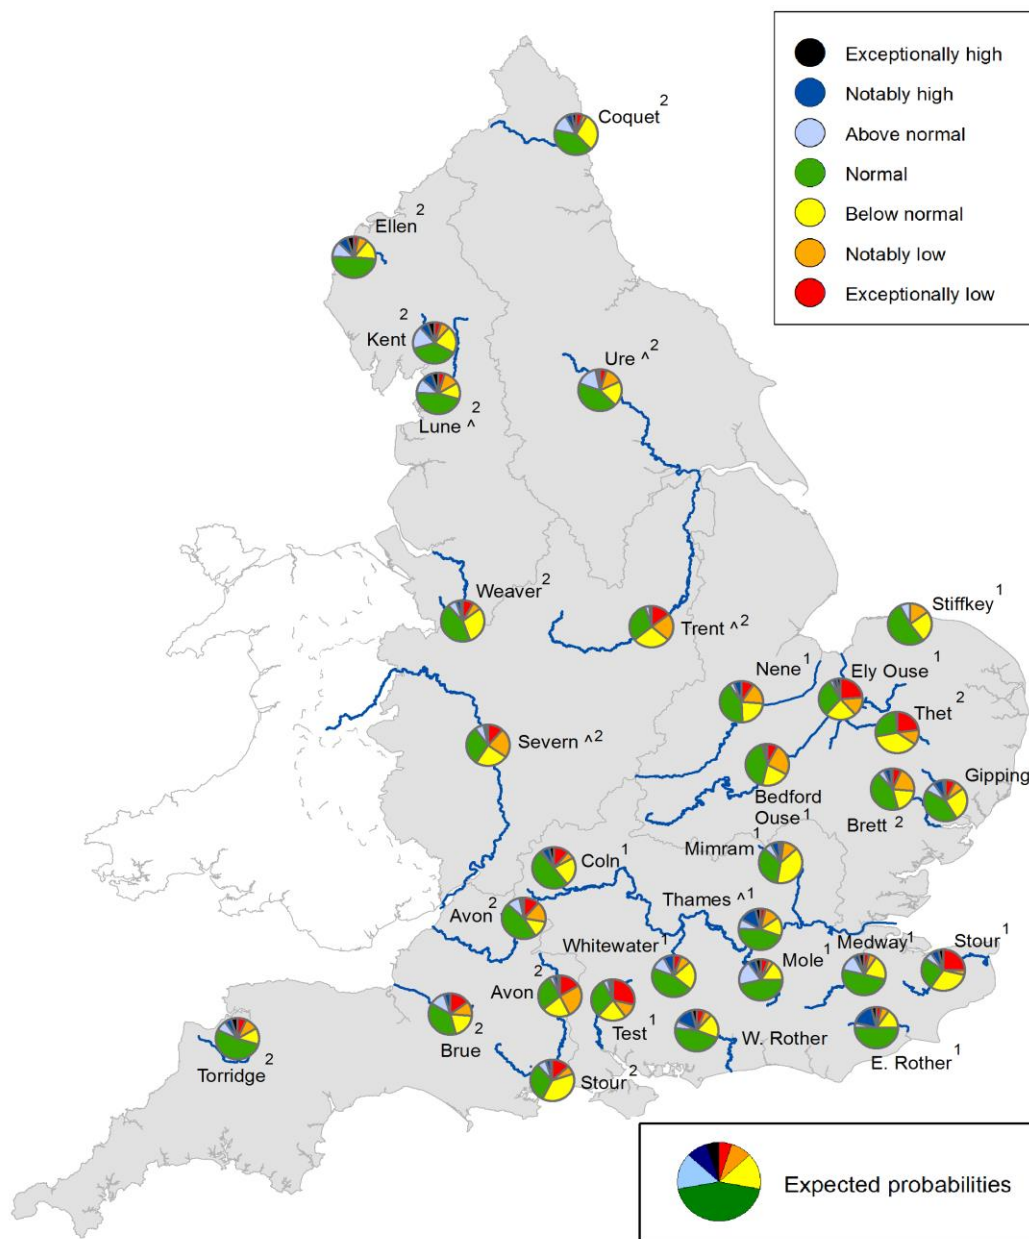 Exceptionally high
Notably high
Above normal
Normal
Below normal
Notably low
Exceptionally low
Coquet 2
Ellen 2
Kent 2
Ure ^ 2
Lune ^ 2
Weaver 2
Trent ^ 2
Stiffkey 1
Nene 1
Ely Ouse 1
Thet 2
Severn ^ 2
Bedford
Ouse 1
Gipping
Brett 2
Mimram 1
Coln 1
Thames ^ 1
Avon 2
Whitewater 1
Mole 1
Medway 1
Stour 1
Avon 2
Test 1
W. Rother
E. Rother 1
Brue 2
Torridge 2
Stour 2
Expected probabilities